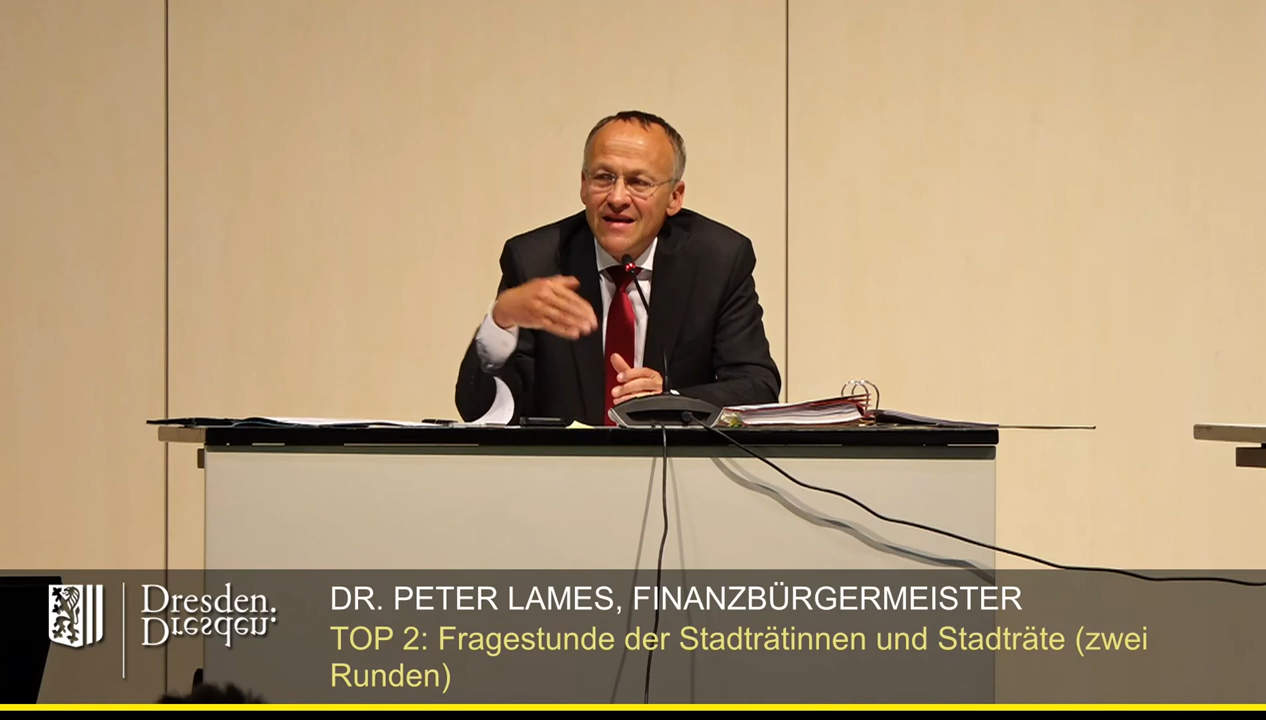 Dresden.
Dresden.
DR. PETER LAMES, FINANZBÜRGERMEISTER
TOP 2: Fragestunde der Stadträtinnen und Stadträte (zwei
Runden)